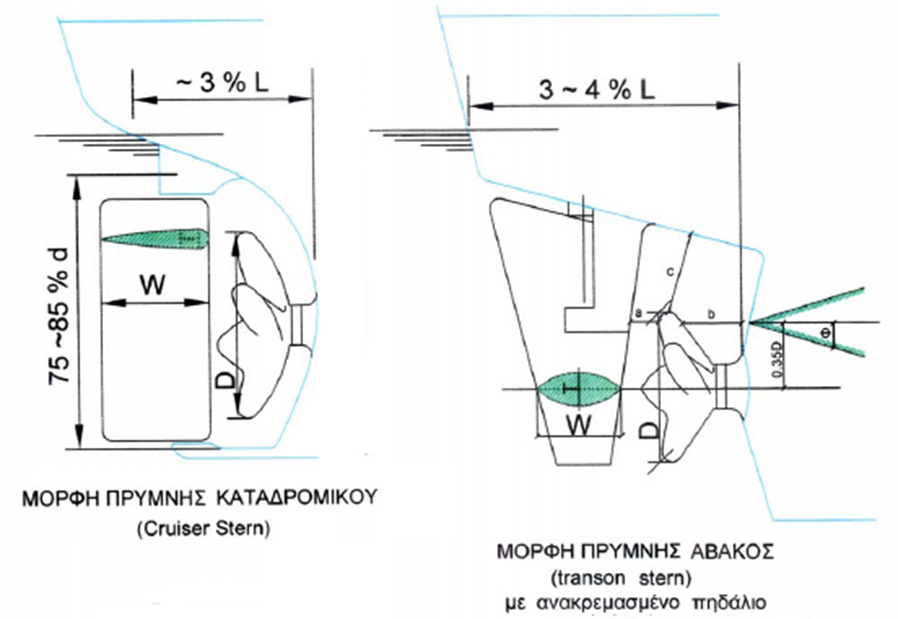 ~ 3 % L
75 ~85 % d
W
D
ΜΟΡΦΗ ΠΡΥΜΝΗΣ ΚΑΤΑΔΡΟΜΙΚΟΥ
(Cruiser Stern)
3 ~ 4 % L
c
a
b
Φ
0.35D
W
D
ΜΟΡΦΗ ΠΡΥΜΝΗΣ ΑΒΑΚΟΣ
(transon stern)
με ανακρεμασμένο πηδάλιο